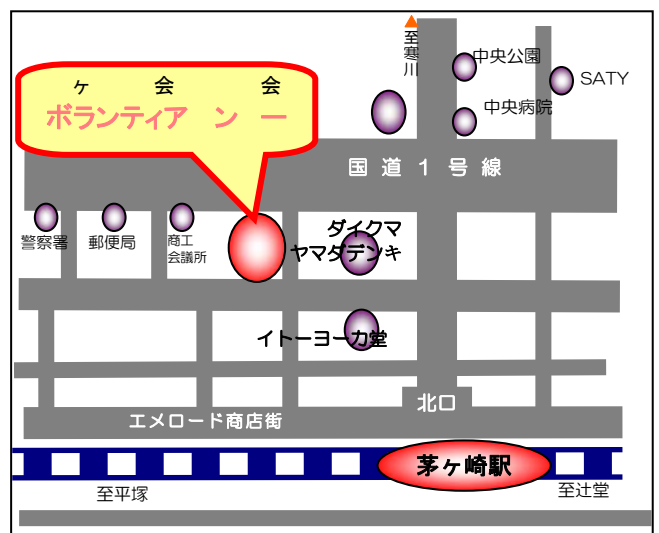 至寒川
中央公園
SATY
中央病院
ヶ 会 会
ボランティア ン ー
国道1号線
警察署
郵便局
商工
会議所
ダイクマ
ヤマダデンキ
イトーヨーカ堂
北口
エメロード商店街
茅ヶ崎駅
至平塚
至辻堂